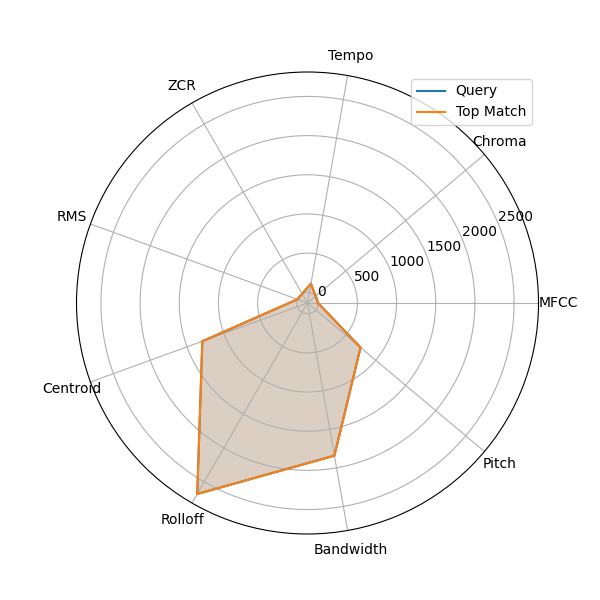 Tempo
ZCR
Query
Top Match
Chroma
RMS
2500
2000
1500
1000
500
0
MFCC
Centroid
Pitch
Rolloff
Bandwidth